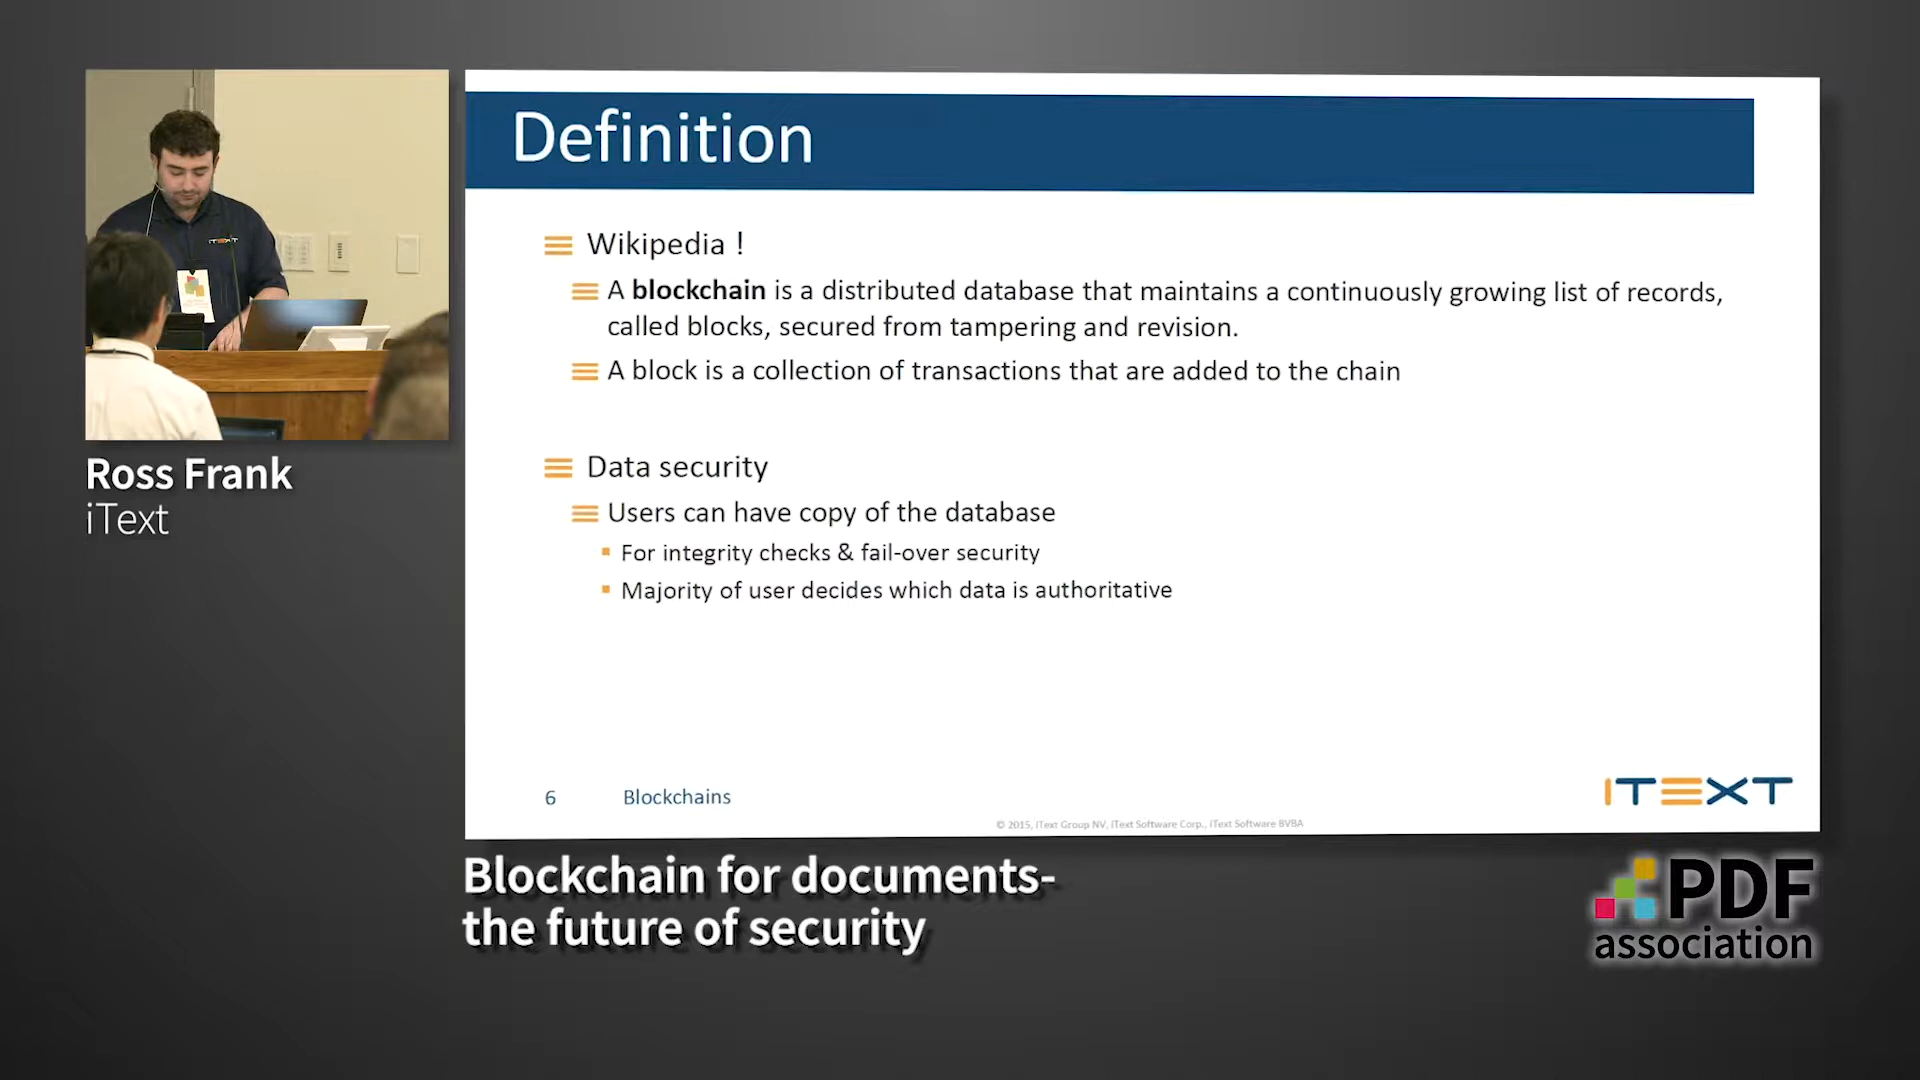 Definition
Wikipedia !
A blockchain is a distributed database that maintains a continuously growing list of records,
called blocks, secured from tampering and revision.
A block is a collection of transactions that are added to the chain
Data security
Users can have copy of the database
For integrity checks & fail-over security
Majority of user decides which data is authoritative
6 Blockchains
iTEXT
© 2015, iText Group NV, iText Software Corp., iText Software BVBA
iTEXT
Ross Frank
iText
Blockchain for documents-
the future of security
PDF
association